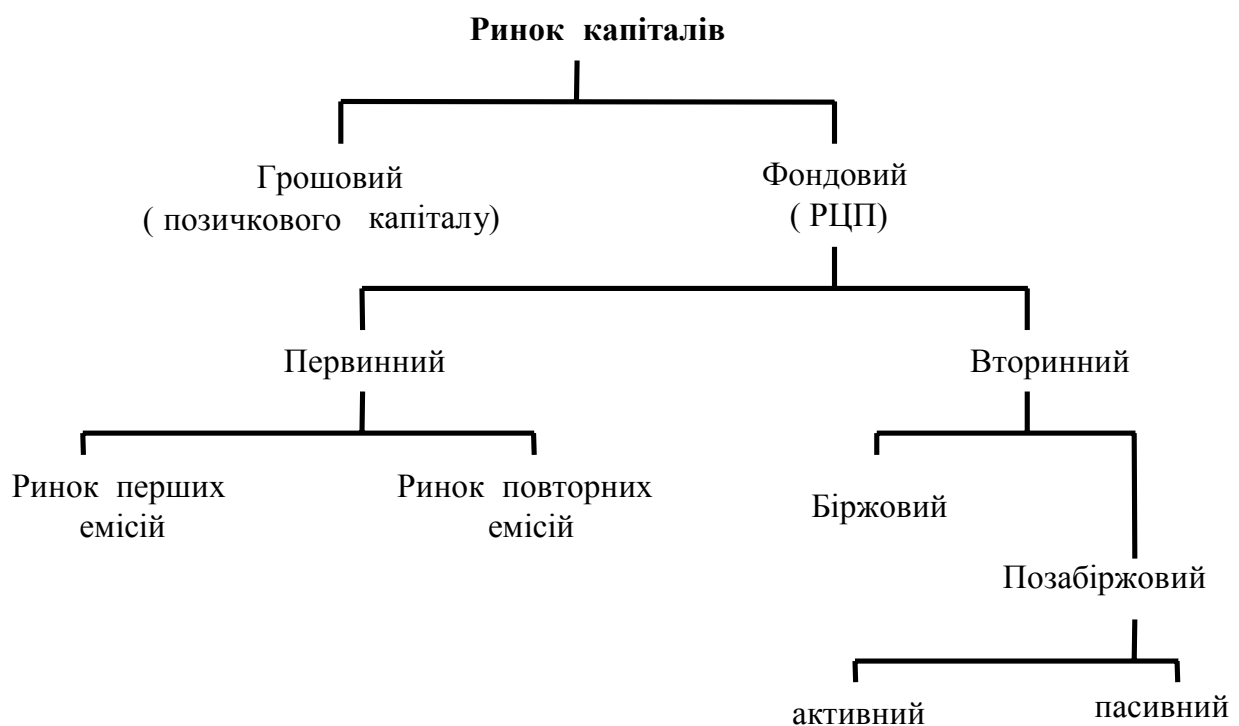 Ринок капіталів
Грошовий
( позичкового капіталу)
Фондовий
( РЦП)
Первинний
Вторинний
Ринок перших
емісій
Ринок повторних
емісій
Біржовий
Позабіржовий
активний
пасивний